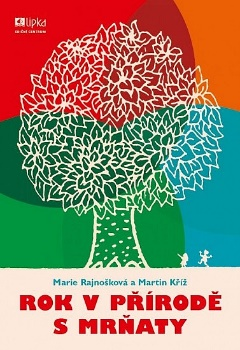 lipka
Marie Rajnošková a Martin Kříž
ROK V PŘÍRODĚ
S MRŇATY